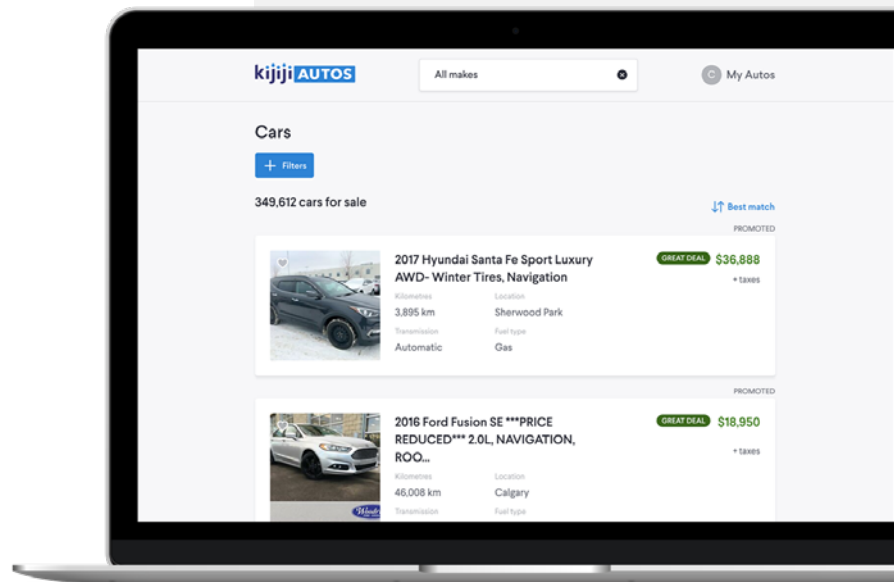 kijiji AUTOS
All makes
C My Autos
Cars
+ Filters
349,612 cars for sale
Best match
PROMOTED
2017 Hyundai Santa Fe Sport Luxury
AWD- Winter Tires, Navigation
GREAT DEAL $36,888
+ taxes
Kilometres Location
3,895 km Sherwood Park
Transmission Fuel type
Automatic Gas
PROMOTED
2016 Ford Fusion SE ***PRICE
REDUCED*** 2.0L, NAVIGATION,
ROO...
GREAT DEAL $18,950
+ taxes
Kilometres Location
46,008 km Calgary
Transmission Fuel type